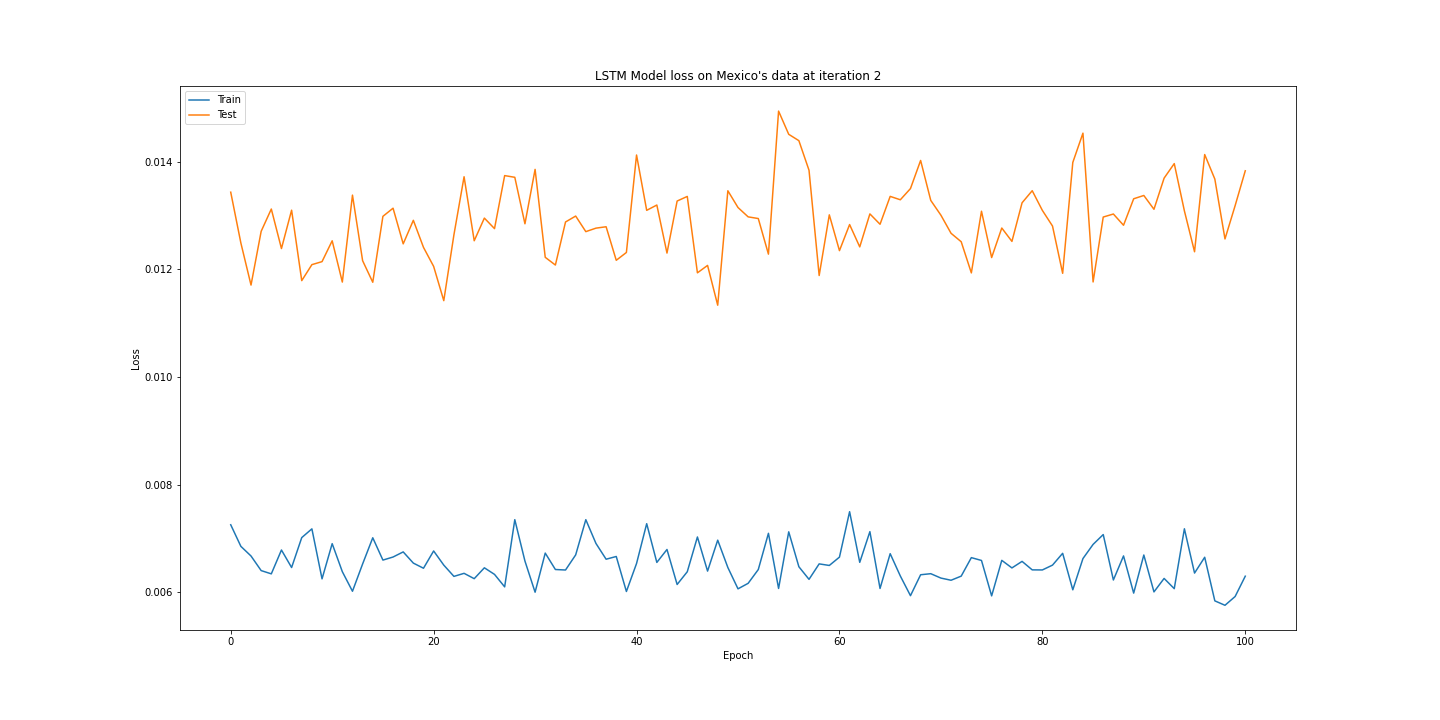 LSTM Model loss on Mexico's data at iteration 2
Train
Test
0.014
0.012
0.010
0.008
0.006
Loss
0 20 40 60 80 100
Epoch